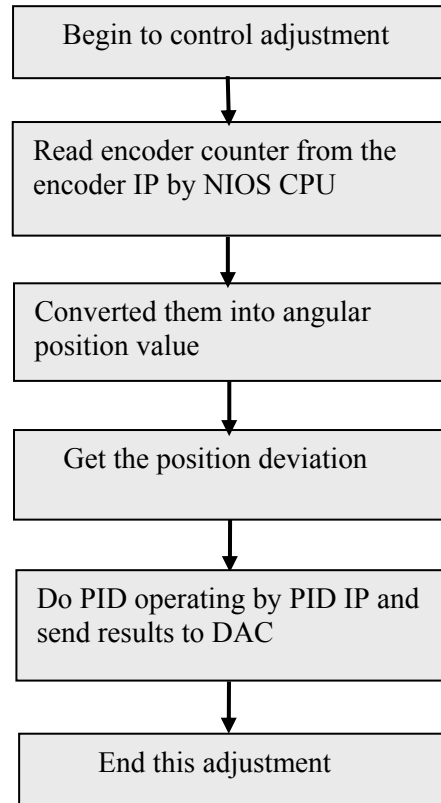 Begin to control adjustment
Read encoder counter from the
encoder IP by NIOS CPU
Converted them into angular
position value
Get the position deviation
Do PID operating by PID IP and
send results to DAC
End this adjustment